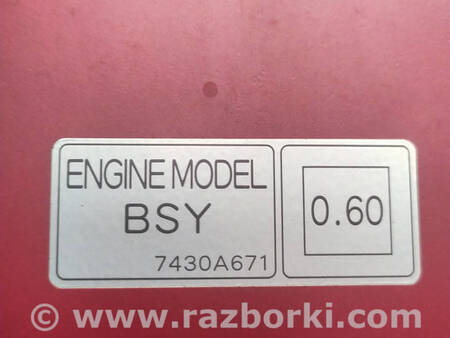 ENGINE MODEL
BSY
7430A671
0.60
© www.razborki.com